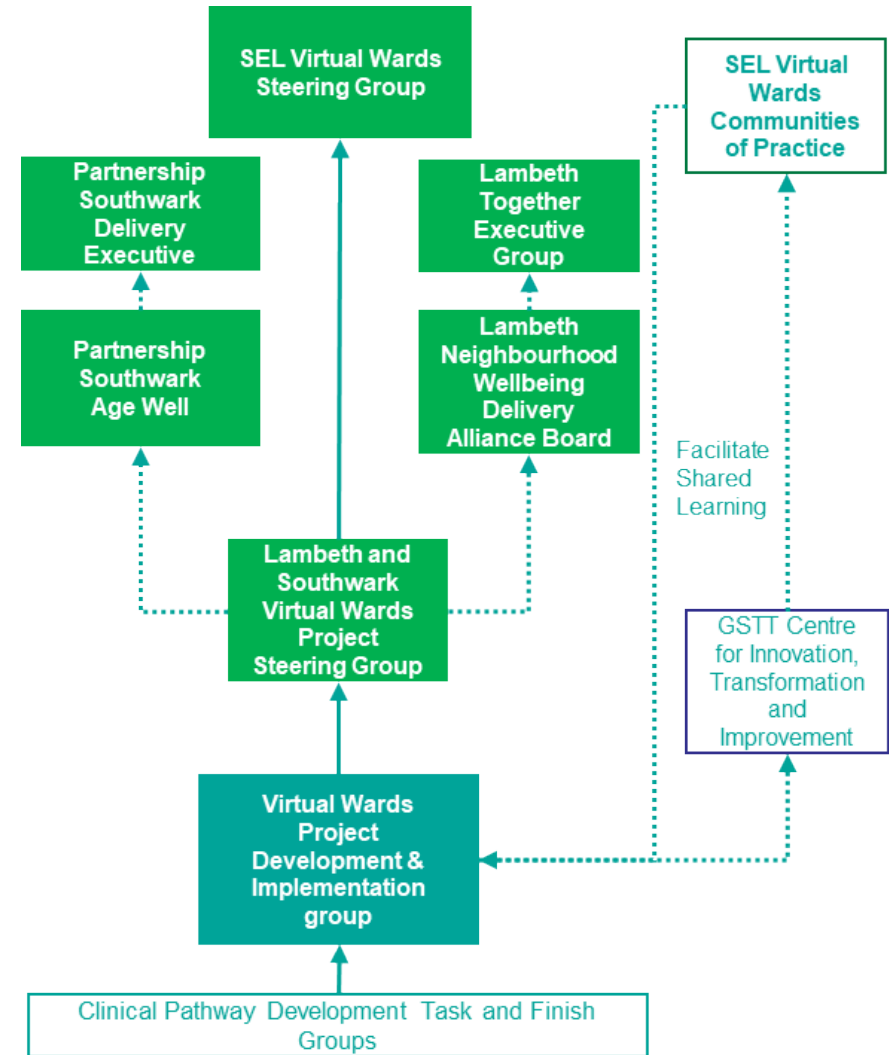 SEL Virtual Wards
Steering Group
SEL Virtual
Wards
Communities
of Practice
Partnership
Southwark
Delivery
Executive
Lambeth
Together
Executive
Group
Partnership
Southwark
Age Well
Lambeth
Neighbourhood
Wellbeing
Delivery
Alliance Board
Facilitate
Shared
Learning
Lambeth and
Southwark
Virtual Wards
Project
Steering Group
GSTT Centre
for Innovation,
Transformation
and
Improvement
Virtual Wards
Project
Development &
Implementation
group
Clinical Pathway Development Task and Finish
Groups